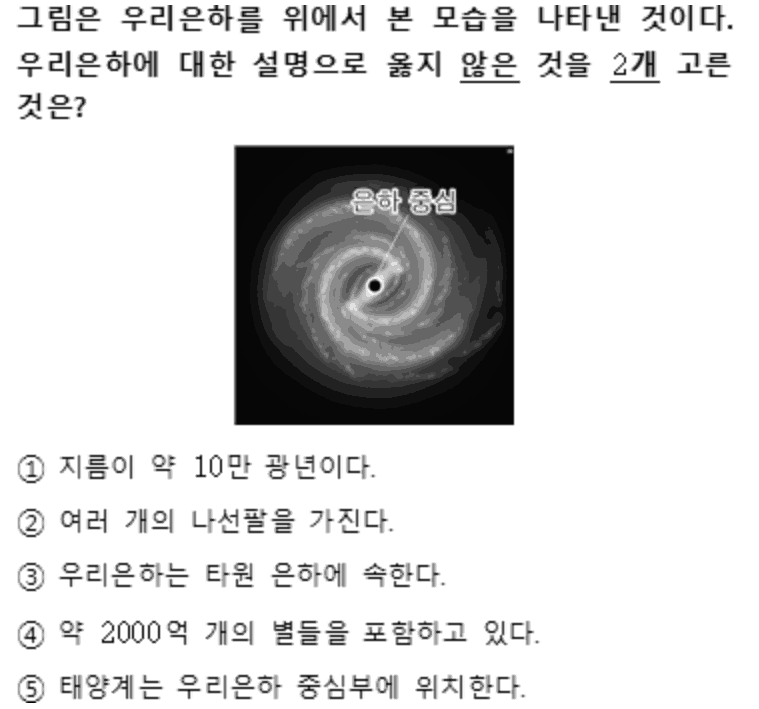 그림은 우리은하를 위에서 본 모습을 나타낸 것이다.
우리은하에 대한 설명으로 옳지 않은 것을 2개 고른
것은?
은하 중심
① 지름이 약 10만 광년이다.
② 여러 개의 나선팔을 가진다.
③ 우리은하는 타원 은하에 속한다.
④ 약 2000억 개의 별들을 포함하고 있다.
⑤ 태양계는 우리은하 중심부에 위치한다.